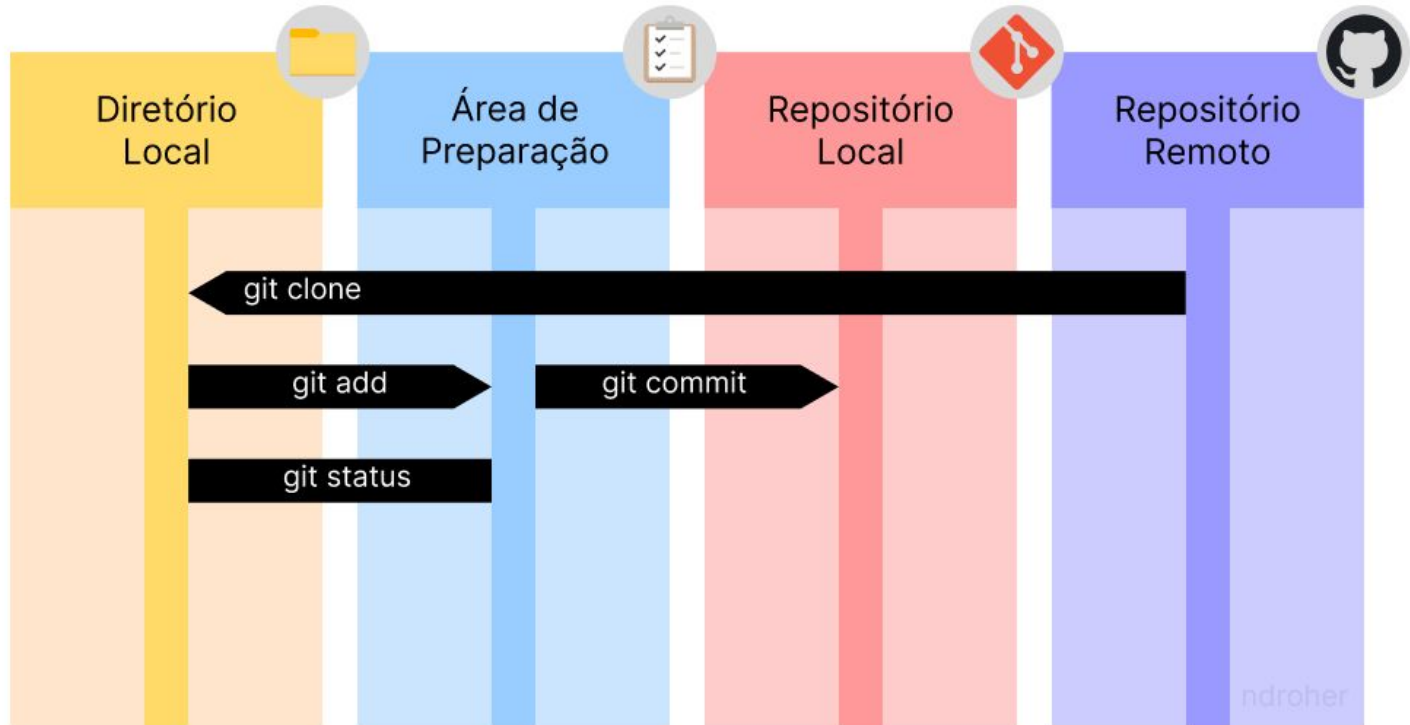 Diretório
Local
Área de
Preparação
Repositório
Local
Repositório
Remoto
git clone
git add
git commit
git status
ndroher